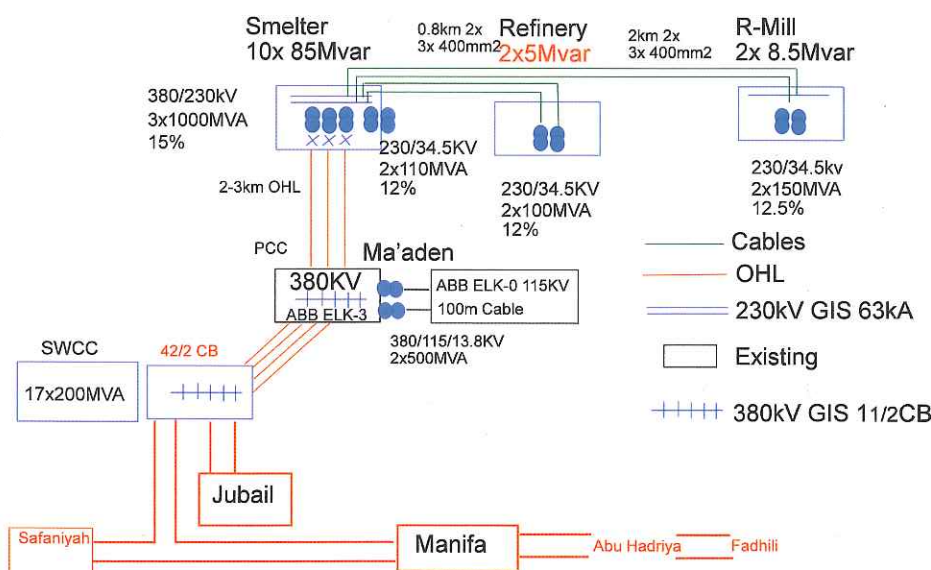 Smelter
10x 85Mvar
0.8km 2x
3x 400mm2
Refinery
2x5Mvar
2km 2x
3x 400mm2
R-Mill
2x 8.5Mvar
380/230kV
3x1000MVA
15%
230/34.5KV
2x110MVA
12%
230/34.5KV
2x100MVA
12%
230/34.5kv
2x150MVA
12.5%
2-3km OHL
PCC
Ma'aden
380KV
ABB ELK-3
ABB ELK-0 115KV
100m Cable
380/115/13.8KV
2x500MVA
Cables
OHL
230kV GIS 63kA
Existing
380kV GIS 11/2CB
SWCC
17x200MVA
42/2 CB
Jubail
Safaniyah
Manifa
Abu Hadriya
Fadhili